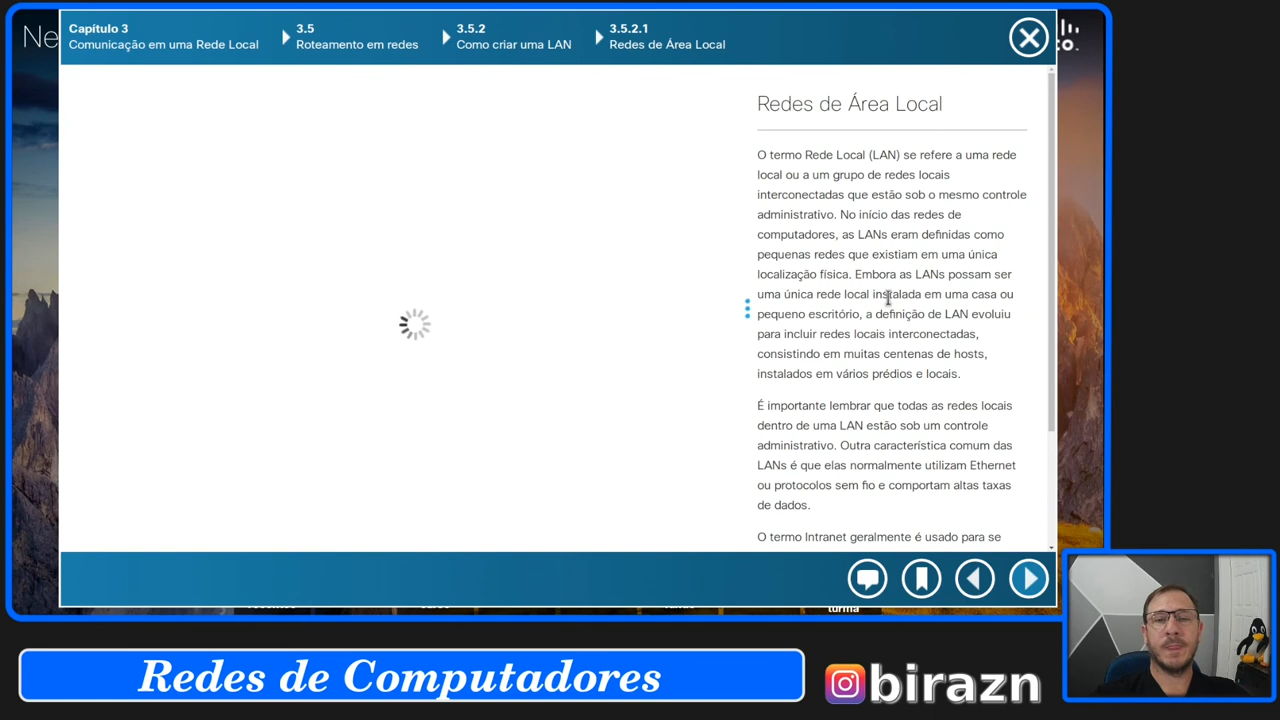 Ne
Capítulo 3
Comunicação em uma Rede Local
3.5
Roteamento em redes
3.5.2
Como criar uma LAN
3.5.2.1
Redes de Área Local
co.
Redes de Área Local
O termo Rede Local (LAN) se refere a uma rede
local ou a um grupo de redes locais
interconectadas que estão sob o mesmo controle
administrativo. No início das redes de
computadores, as LANs eram definidas como
pequenas redes que existiam em uma única
localização física. Embora as LANs possam ser
uma única rede local instalada em uma casa ou
pequeno escritório, a definição de LAN evoluiu
para incluir redes locais interconectadas,
consistindo em muitas centenas de hosts,
instalados em vários prédios e locais.
É importante lembrar que todas as redes locais
dentro de uma LAN estão sob um controle
administrativo. Outra característica comum das
LANs é que elas normalmente utilizam Ethernet
ou protocolos sem fio e comportam altas taxas
de dados.
O termo Intranet geralmente é usado para se
turma
Redes de Computadores
birazn